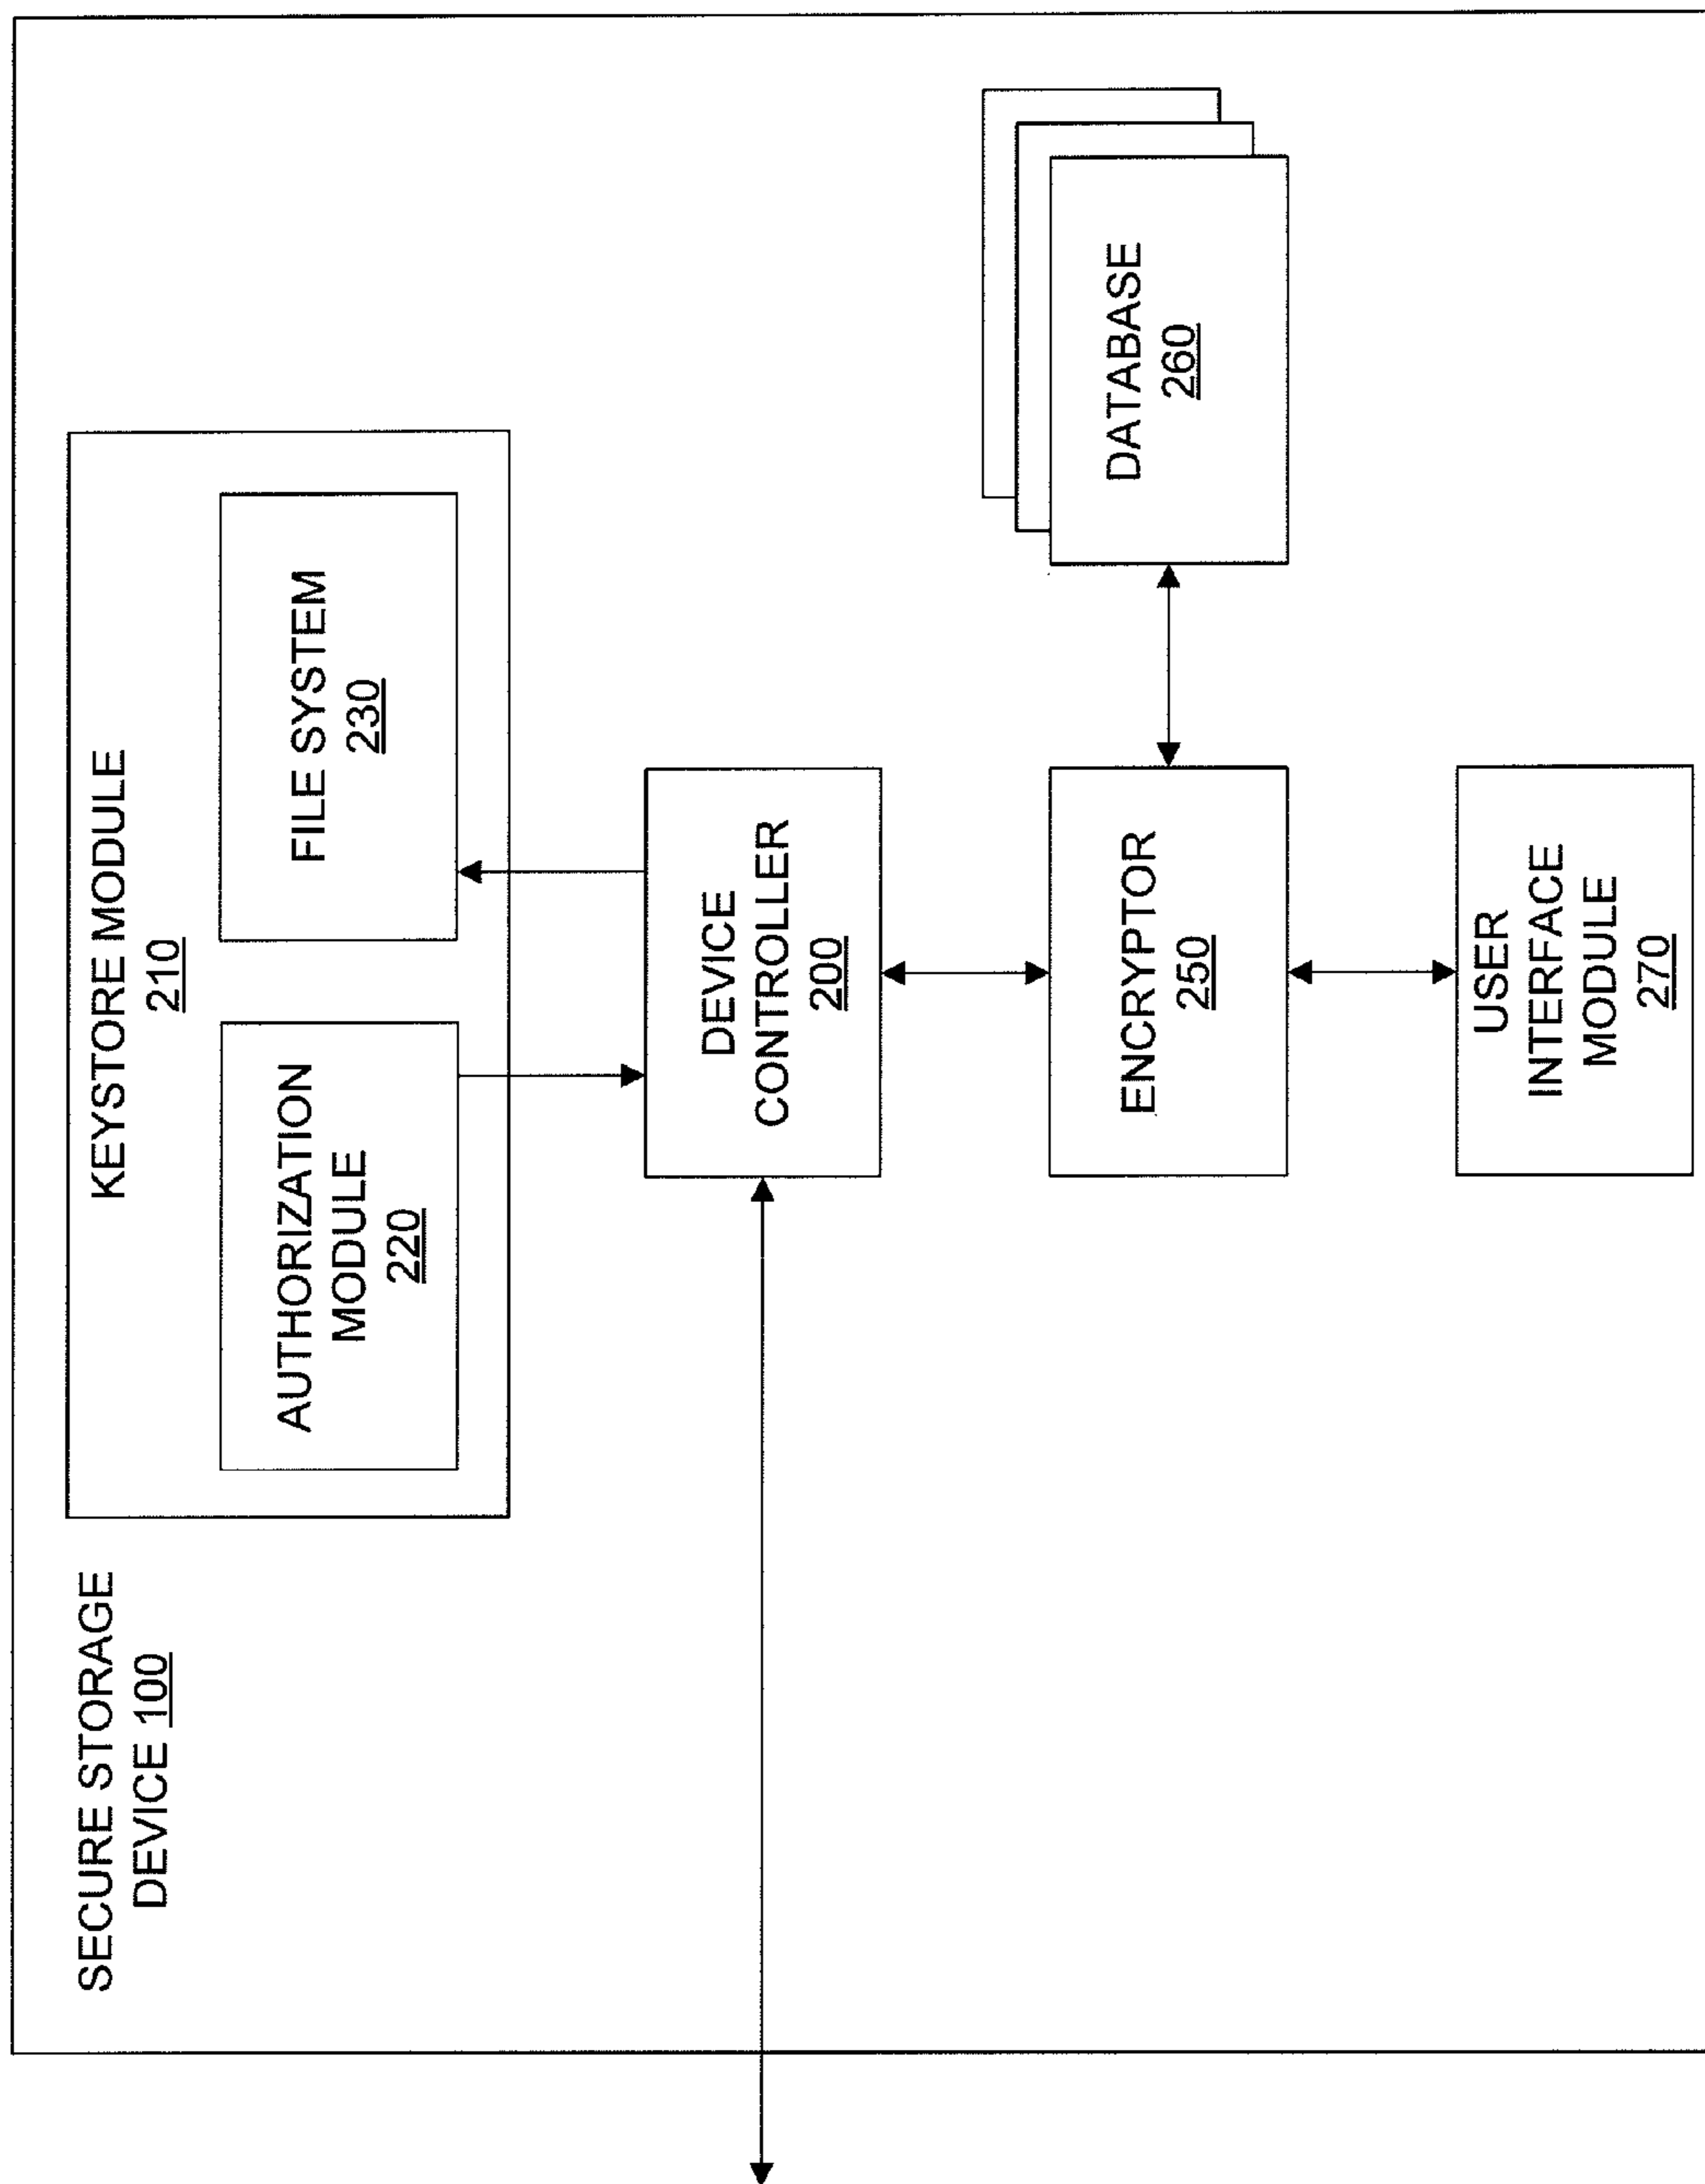 SECURE STORAGE
DEVICE 100
KEYSTORE MODULE
210
AUTHORIZATION
MODULE
220
FILE SYSTEM
230
DEVICE
CONTROLLER
200
ENCRYPTOR
250
DATABASE
260
USER
INTERFACE
MODULE
270